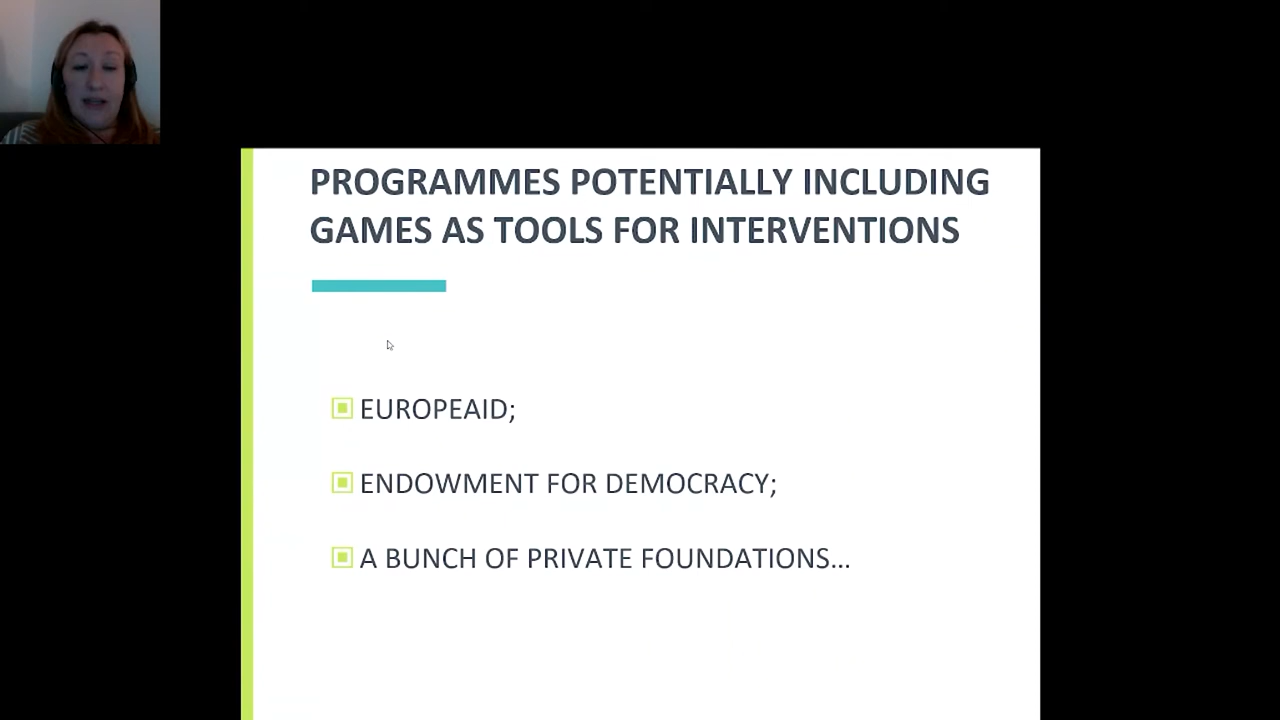 PROGRAMMES POTENTIALLY INCLUDING
GAMES AS TOOLS FOR INTERVENTIONS
EUROPEAID;
ENDOWMENT FOR DEMOCRACY;
A BUNCH OF PRIVATE FOUNDATIONS…